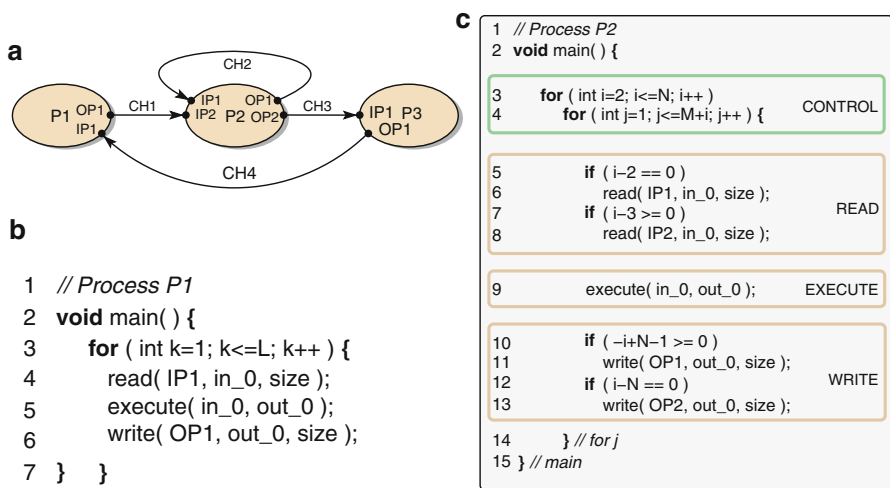 a
CH2
P1 OP1 CH1 IP1 OP1 CH3 IP1 P3
IP1 IP2 P2 OP2 OP1
CH4
b
1 // Process P1
2 void main( ) {
3 for ( int k=1; k<=L; k++ ) {
4 read( IP1, in_0, size );
5 execute( in_0, out_0 );
6 write( OP1, out_0, size );
7 } }
c
1 // Process P2
2 void main( ) {
3 for ( int i=2; i<=N; i++ )
4 for ( int j=1; j<=M+i; j++ ) {
CONTROL
5 if ( i-2 == 0 )
6 read( IP1, in_0, size );
7 if ( i-3 >= 0 )
8 read( IP2, in_0, size );
READ
9 execute( in_0, out_0 ); EXECUTE
10 if ( -i+N-1 >= 0 )
11 write( OP1, out_0, size );
12 if ( i-N == 0 )
13 write( OP2, out_0, size );
WRITE
14 } // for j
15 } // main